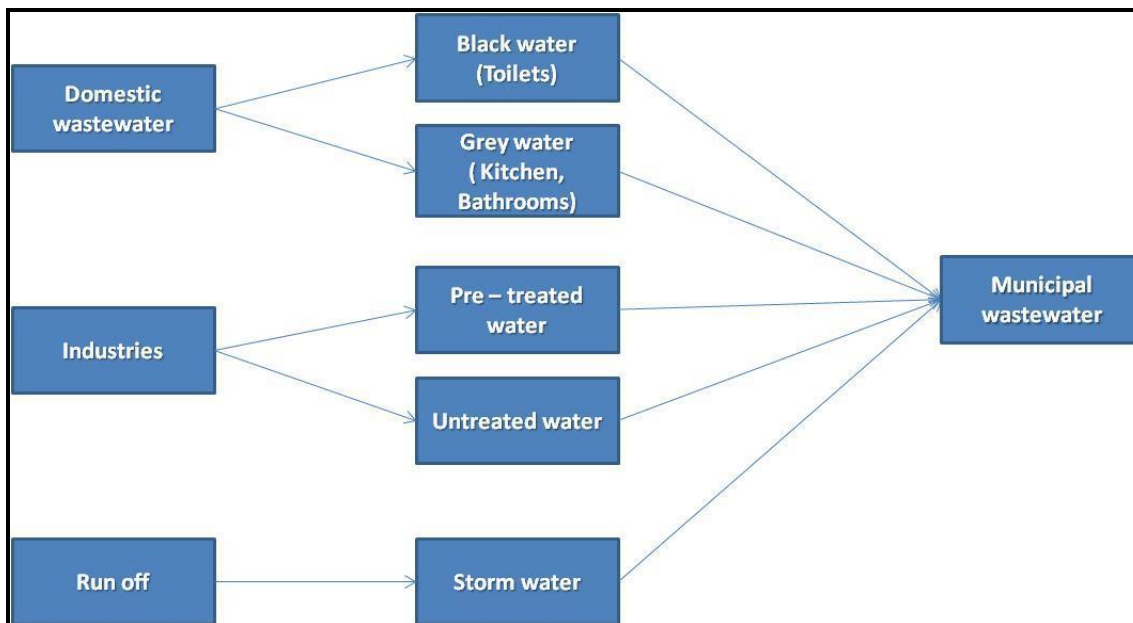 Domestic
wastewater
Black water
(Toilets)
Grey water
( Kitchen,
Bathrooms)
Industries
Pre – treated
water
Untreated water
Run off
Storm water
Municipal
wastewater